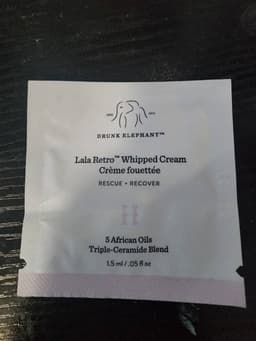 DRUNK ELEPHANT™
Lala Retro™ Whipped Cream
Crème fouettée
RESCUE • RECOVER
5 African Oils
Triple-Ceramide Blend
1.5 ml / .05 fl oz